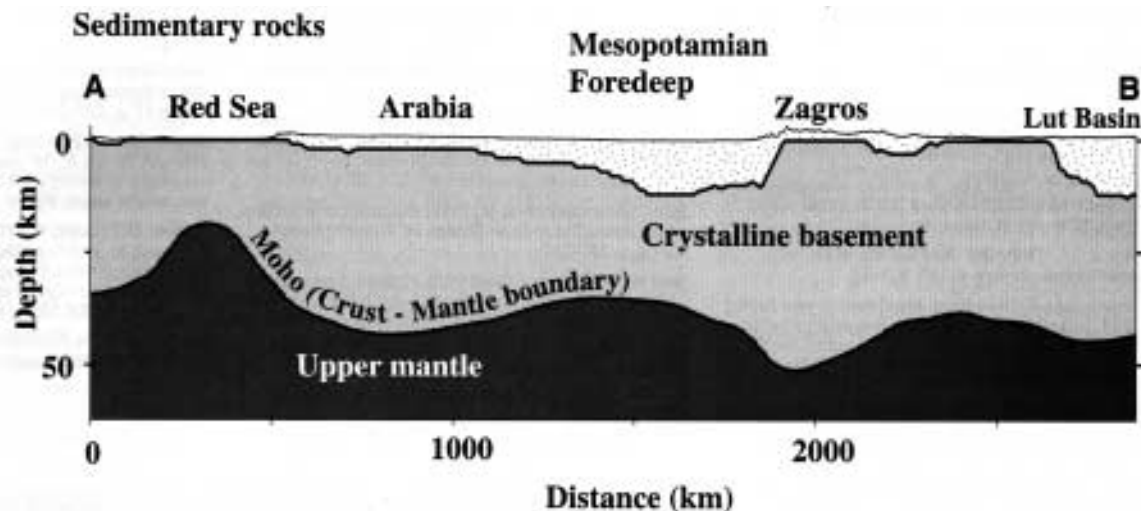 Sedimentary rocks
Mesopotamian
Foredeep
A
B
Red Sea
Arabia
Zagros
Lut Basin
0
Depth (km)
Crystalline basement
Moho (Crust - Mantle boundary)
Upper mantle
50
0
1000
2000
Distance (km)